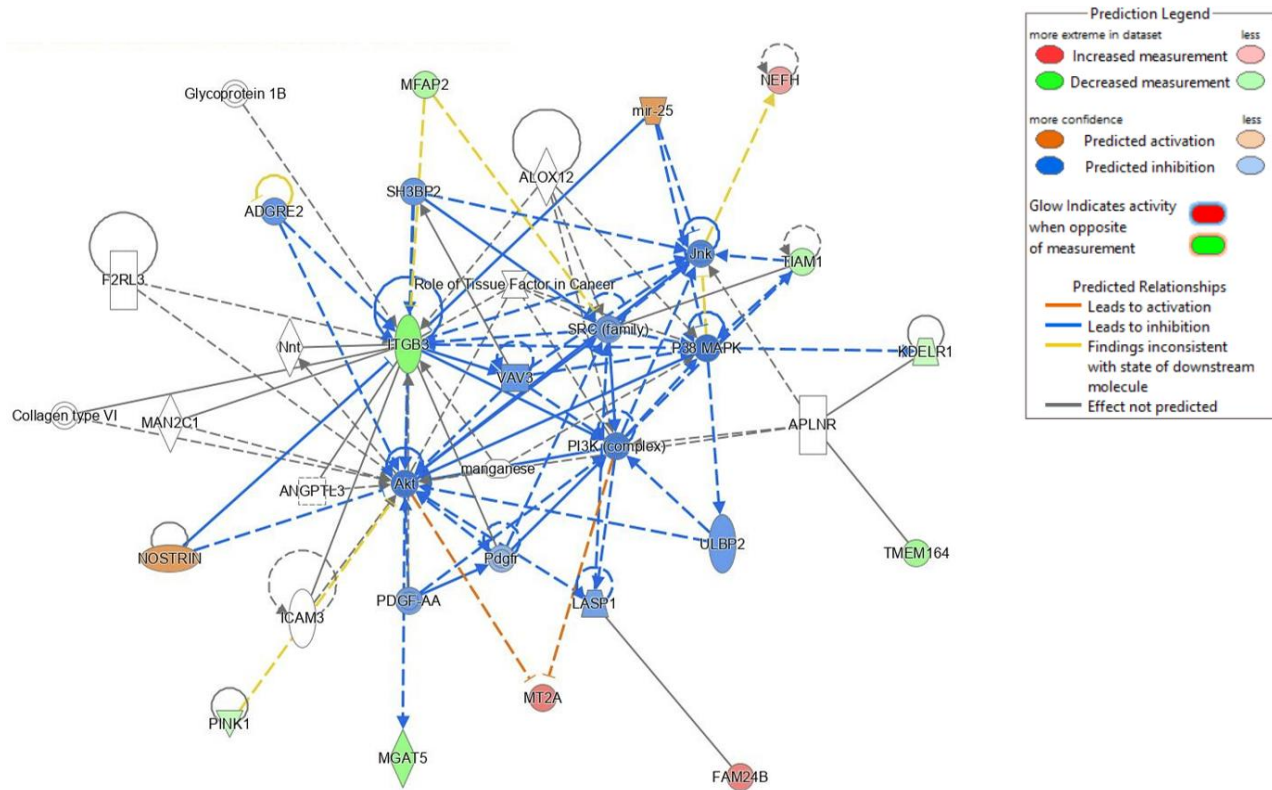 Glycoprotein 1B
MFAP2
NEFH
mir-25
ALOX12
SH3BP2
ADGRE2
Jnk
TIAM1
F2RL3
Role of Tissue Factor in Cancer
SRC (family)
ITGB3
Nnt
P38 MAPK
KDELR1
VAV3
Collagen type VI
MAN2C1
APLNR
PI3K (complex)
manganese
Akt
ANGPTL3
NOSTRIN
Pdgfr
ULBP2
TMEM164
ICAM3
PDGF-AA
LASP1
MT2A
PINK1
MGAT5
FAM24B
Prediction Legend
more extreme in dataset
less
Increased measurement
Decreased measurement
more confidence
less
Predicted activation
Predicted inhibition
Glow Indicates activity
when opposite
of measurement
Predicted Relationships
Leads to activation
Leads to inhibition
Findings inconsistent
with state of downstream
molecule
Effect not predicted